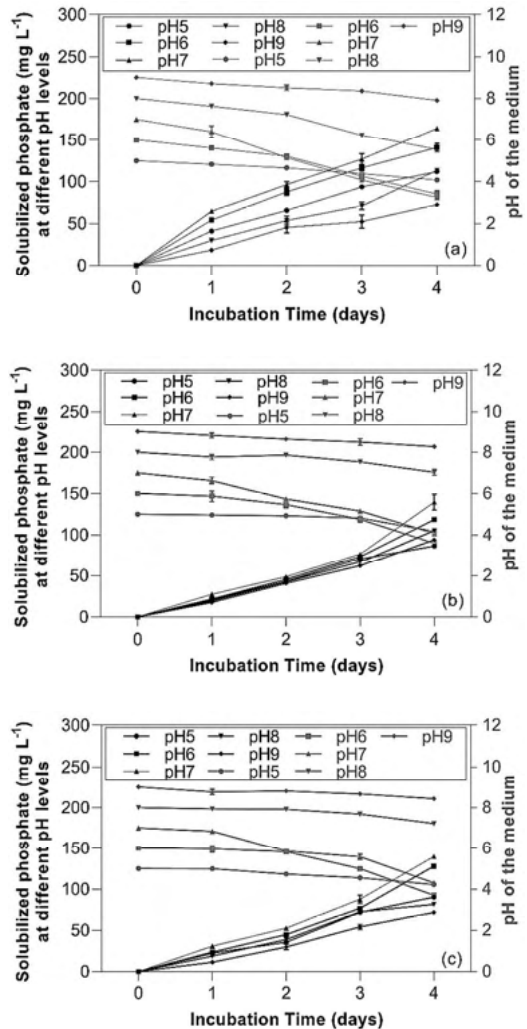 Solubilized phosphate (mg L⁻¹)
at different pH levels
300
250
200
150
100
50
0
pH5 pH8 pH6 pH9
pH6 pH9 pH7
pH7 pH5 pH8
12
10
8
6
4
2
0
pH of the medium
(a)
0 1 2 3 4
Incubation Time (days)
Solubilized phosphate (mg L⁻¹)
at different pH levels
300
250
200
150
100
50
0
pH5 pH8 pH6 pH9
pH6 pH9 pH7
pH7 pH5 pH8
12
10
8
6
4
2
0
pH of the medium
(b)
0 1 2 3 4
Incubation Time (days)
Solubilized phosphate (mg L⁻¹)
at different pH levels
300
250
200
150
100
50
0
pH5 pH8 pH6 pH9
pH6 pH9 pH7
pH7 pH5 pH8
12
10
8
6
4
2
0
pH of the medium
(c)
0 1 2 3 4
Incubation Time (days)